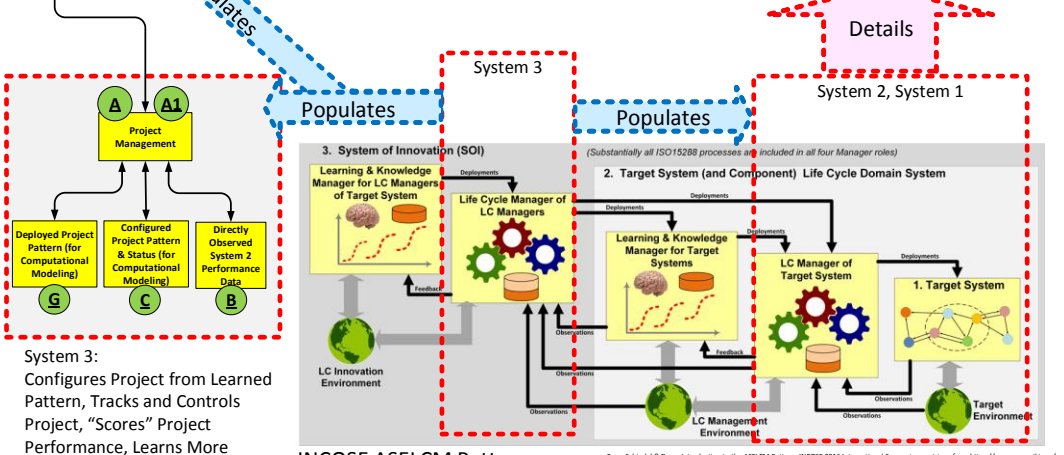 Details
System 3
System 2, System 1
Populates
Populates
A
A1
Project
Management
Deployed Project
Pattern (for
Computational
Modeling)
Configured
Project Pattern
& Status (for
Computational
Modeling)
Directly
Observed
System 2
Performance
Data
G
C
B
System 3:
Configures Project from Learned
Pattern, Tracks and Controls
Project, “Scores” Project
Performance, Learns More
3. System of Innovation (SOI)
(Substantially all ISO15288 processes are included in all four Manager roles)
Learning & Knowledge
Manager for LC Managers
of Target System
Deployments
Life Cycle Manager of
LC Managers
Feedback
LC Innovation
Environment
2. Target System (and Component) Life Cycle Domain System
Deployments
Deployments
Learning & Knowledge
Manager for Target
Systems
Deployments
LC Manager of
Target System
Deployments
1. Target System
Observations
Feedback
Observations
Observations
Observations
LC Management
Environment
Target
Environment